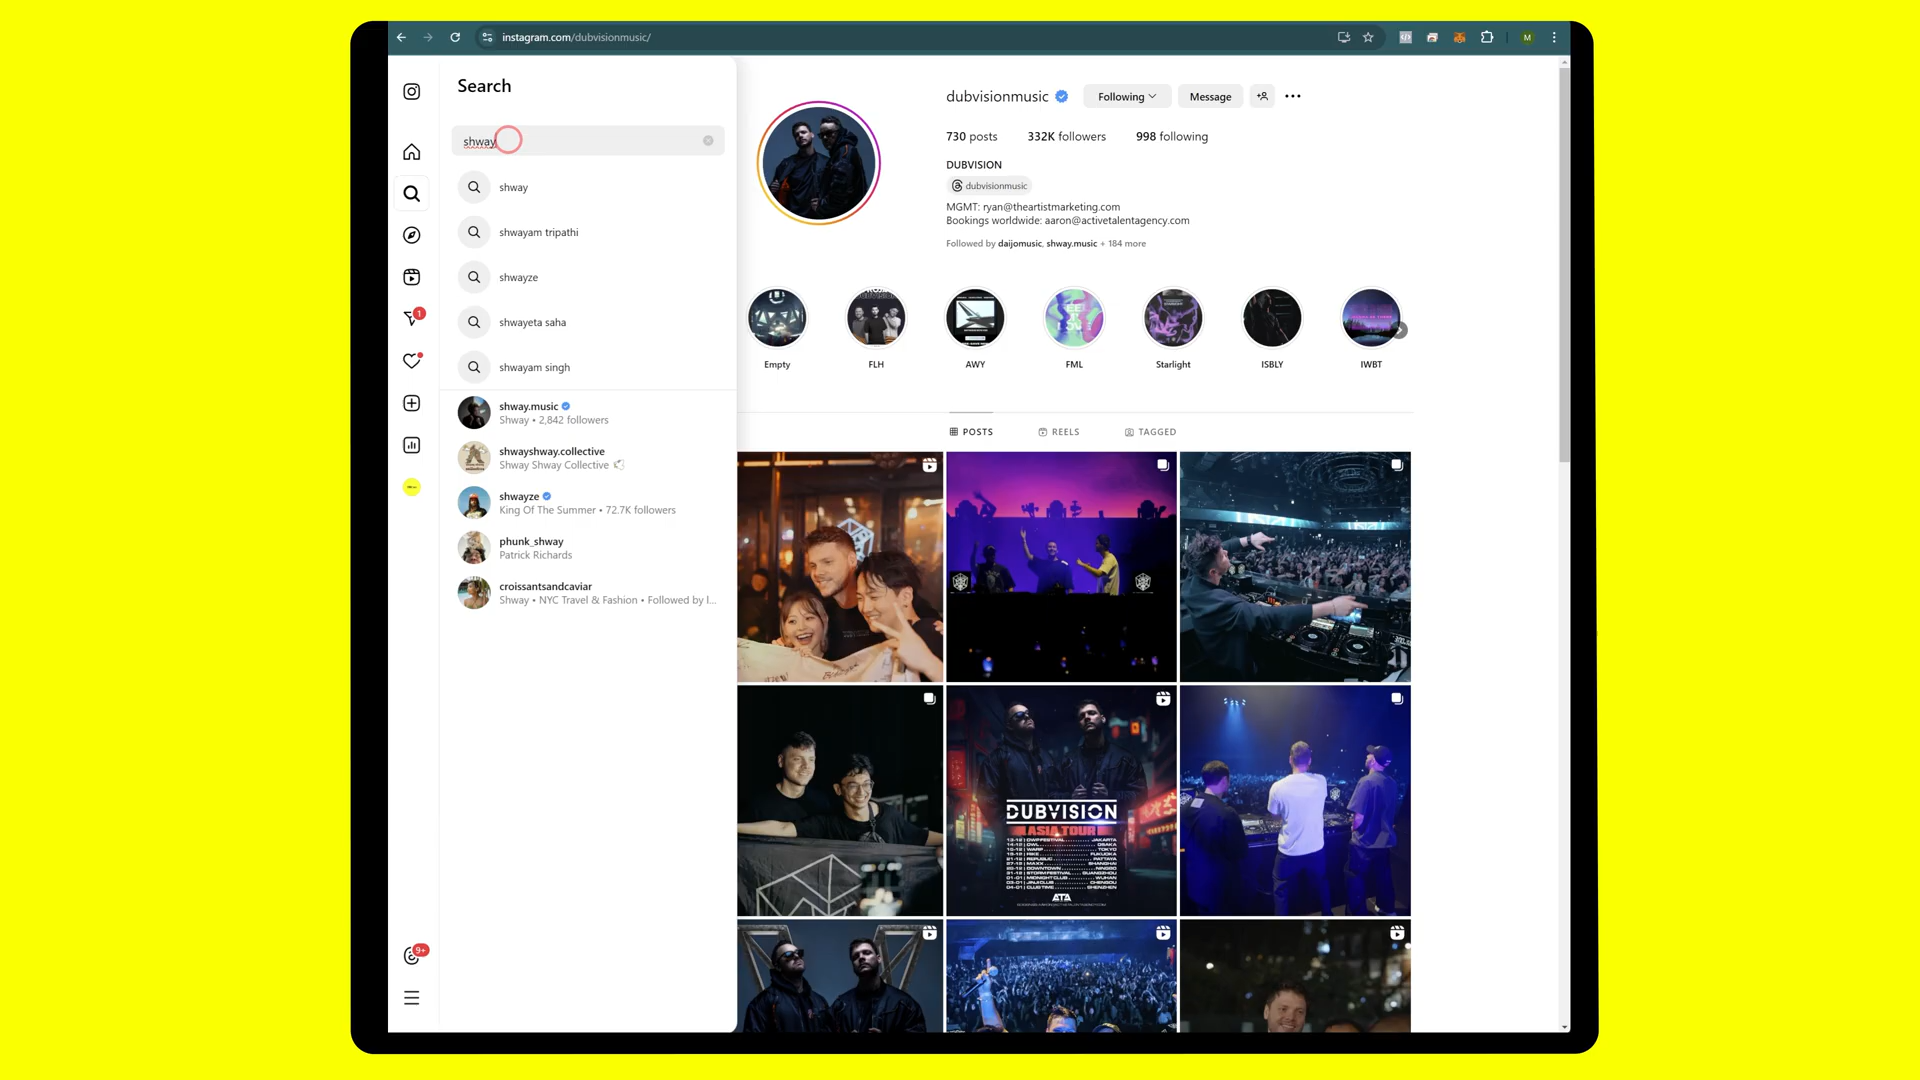 instagram.com/dubvisionmusic/
M
Search
shway
shway
shwayam tripathi
shwayze
shwayeta saha
shwayam singh
shway.music
Shway • 2,842 followers
shwayshway.collective
Shway Shway Collective
shwayze
King Of The Summer • 72.7K followers
phunk_shway
Patrick Richards
croissantsandcaviar
Shway • NYC Travel & Fashion • Followed by l...
1
9+
dubvisionmusic
Following
Message
730 posts
332K followers
998 following
DUBVISION
dubvisionmusic
MGMT: ryan@theartistmarketing.com
Bookings worldwide: aaron@activetalentagency.com
Followed by daijomusic, shway.music + 184 more
Empty
FLH
AWY
FML
Starlight
ISBLY
IWBT
POSTS
REELS
TAGGED
DUBVISION
ASIA TOUR